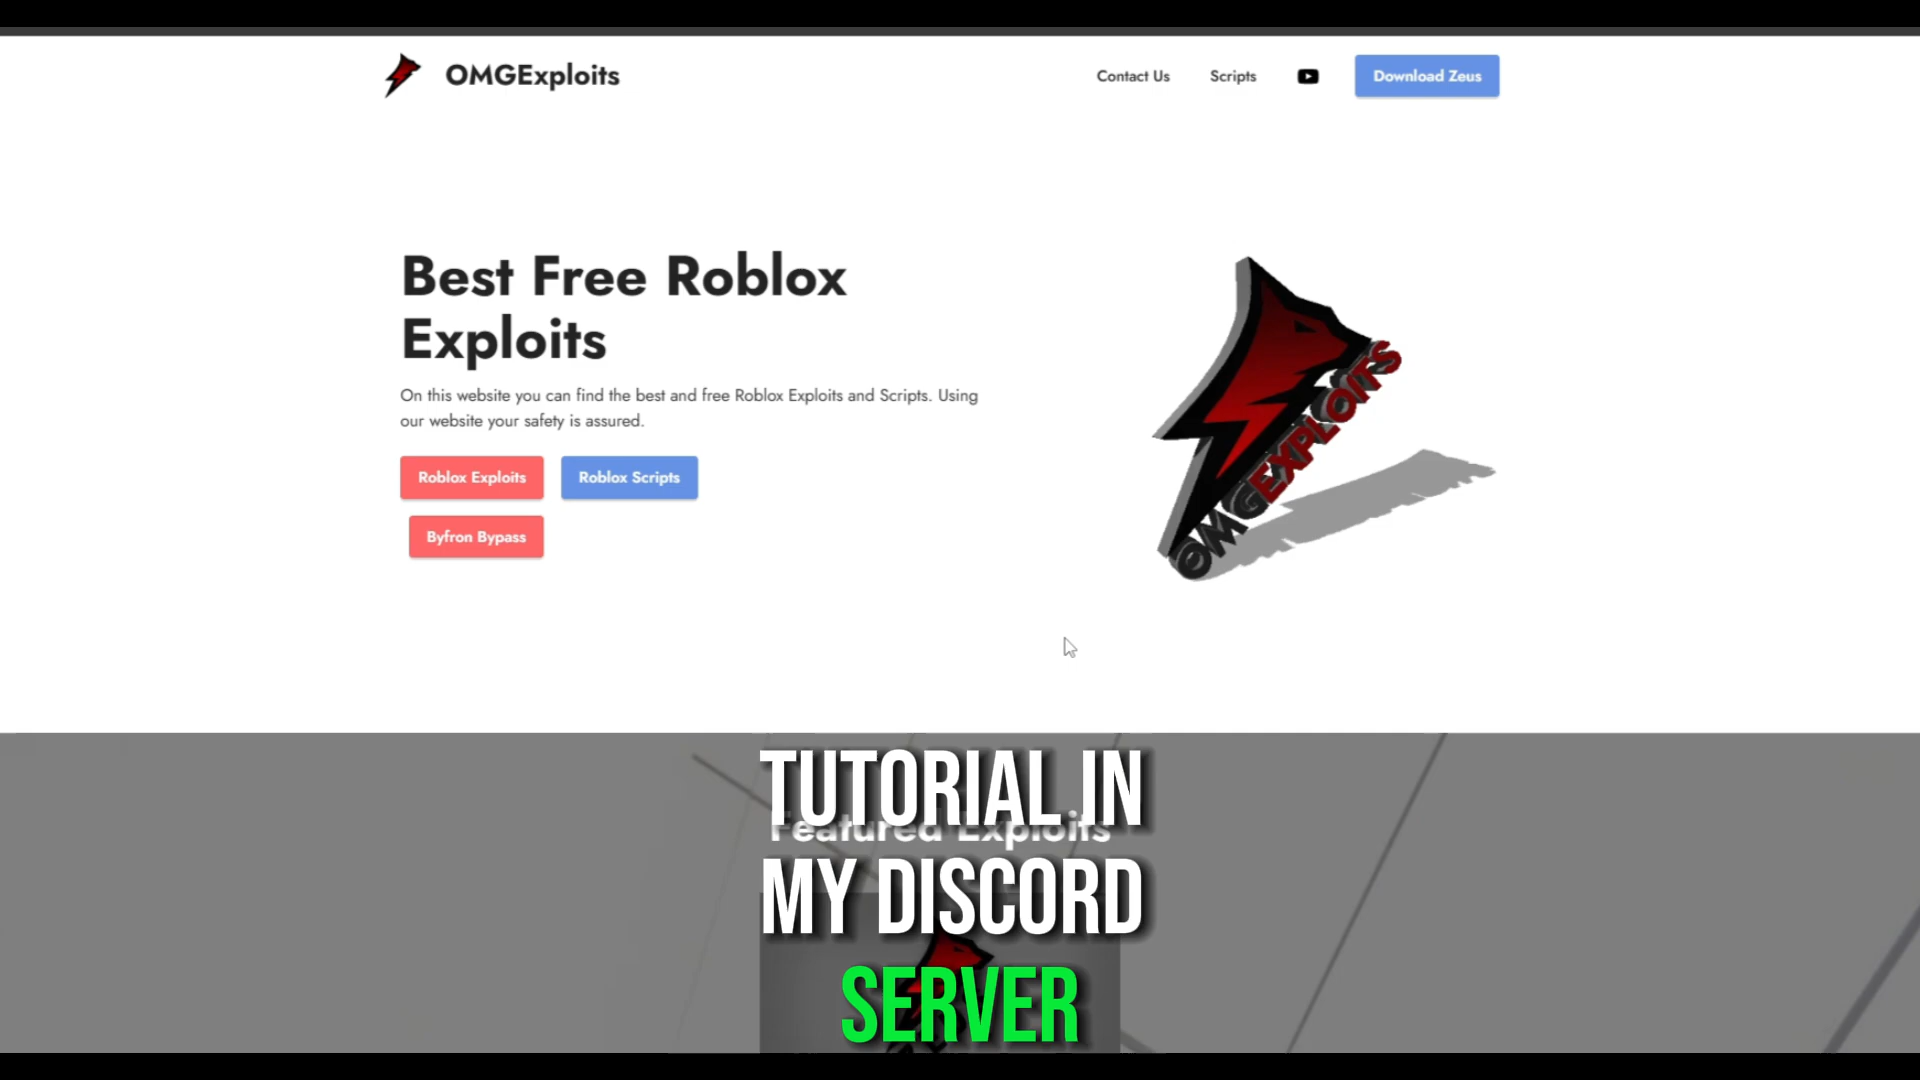 OMGExploits
Contact Us
Scripts
Download Zeus
Best Free Roblox
Exploits
On this website you can find the best and free Roblox Exploits and Scripts. Using
our website your safety is assured.
Roblox Exploits
Roblox Scripts
Byfron Bypass
OMGEXPLOITS
Featured Exploits
TUTORIAL IN
MY DISCORD
SERVER